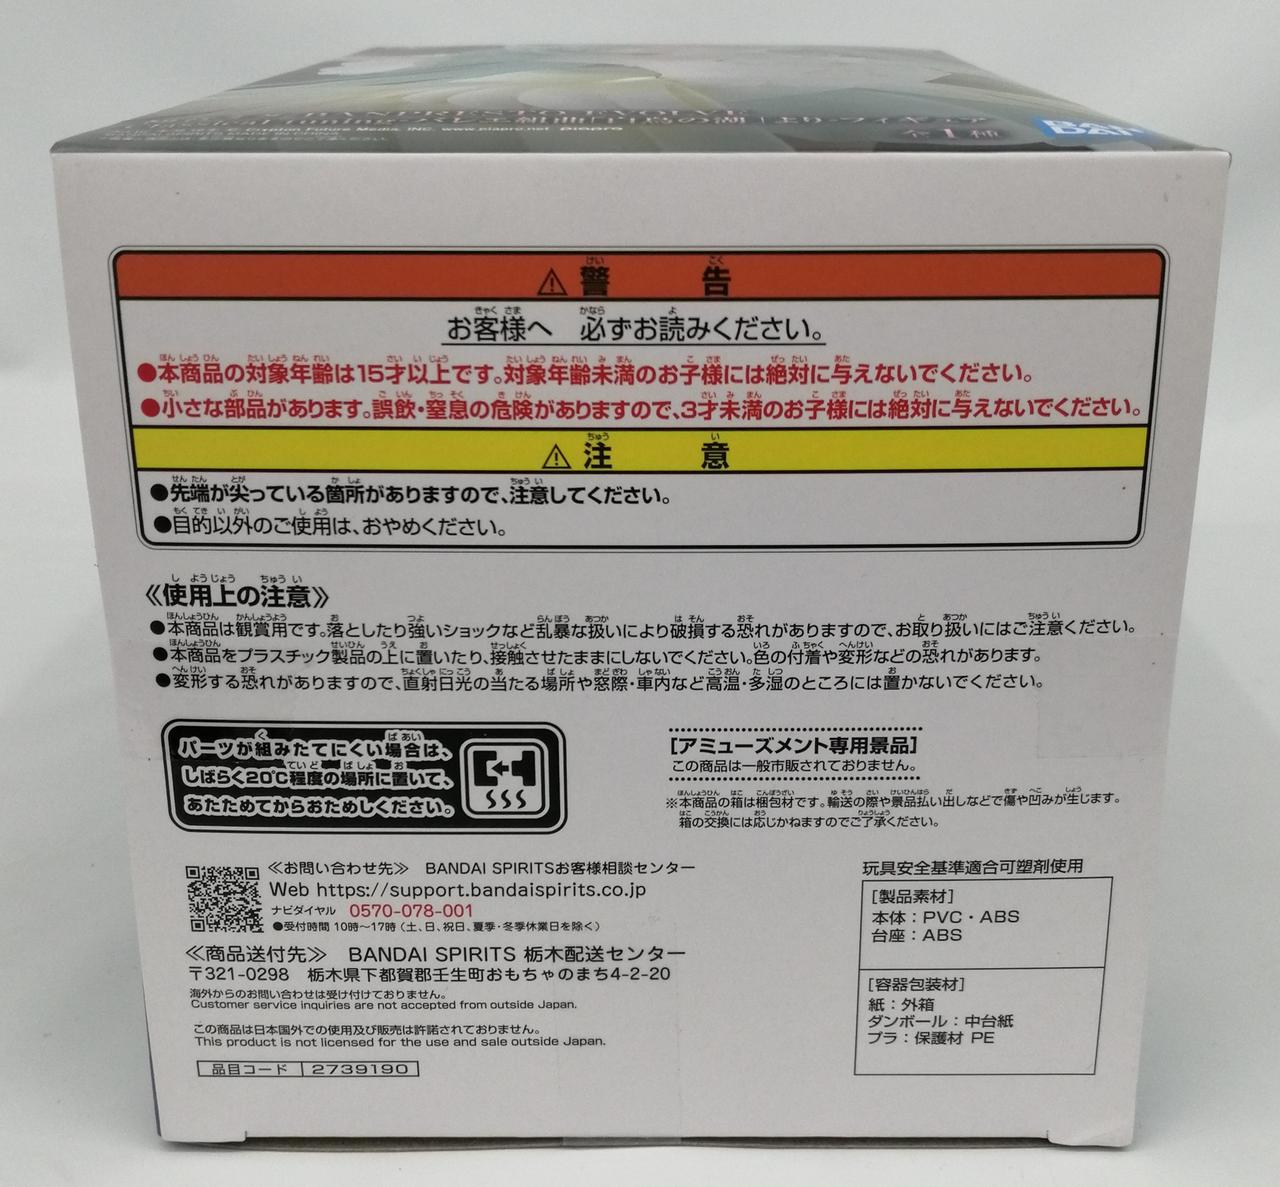 BANPRESTO EVOLVE
組曲「白鳥の湖」より-フィギュア
Crypton Future Media, INC. www.piapro.net piapro
全1種
BANDAI
⚠警告
お客様へ 必ずお読みください。
●本商品の対象年齢は15才以上です。対象年齢未満のお子様には絶対に与えないでください。
●小さな部品があります。誤飲・窒息の危険がありますので、3才未満のお子様には絶対に与えないでください。
⚠注意
●先端が尖っている箇所がありますので、注意してください。
●目的以外のご使用は、おやめください。
《使用上の注意》
●本商品は観賞用です。落としたり強いショックなど乱暴な扱いにより破損する恐れがありますので、お取り扱いにはご注意ください。
●本商品をプラスチック製品の上に置いたり、接触させたままにしないでください。色の付着や変形などの恐れがあります。
●変形する恐れがありますので、直射日光の当たる場所や窓際・車内など高温・多湿のところには置かないでください。
パーツが組みたてにくい場合は、
しばらく20℃程度の場所に置いて、
あたためてからおためしください。
[アミューズメント専用景品]
この商品は一般市販されておりません。
※本商品の箱は梱包材です。輸送の際や景品払い出しなどで傷や凹みが生じます。
箱の交換には応じかねますのでご了承ください。
≪お問い合わせ先≫ BANDAI SPIRITSお客様相談センター
Web https://support.bandaispirits.co.jp
ナビダイヤル 0570-078-001
●受付時間 10時〜17時(土、日、祝日、夏季・冬季休業日を除く)
≪商品送付先≫ BANDAI SPIRITS 栃木配送センター
〒321-0298 栃木県下都賀郡壬生町おもちゃのまち4-2-20
海外からのお問い合わせは受け付けておりません。
Customer service inquiries are not accepted from outside Japan.
この商品は日本国外での使用及び販売は許諾されておりません。
This product is not licensed for the use and sale outside Japan.
品目コード 2739190
玩具安全基準適合可塑剤使用
[製品素材]
本体:PVC・ABS
台座:ABS
[容器包装材]
紙:外箱
ダンボール:中台紙
プラ:保護材 PE